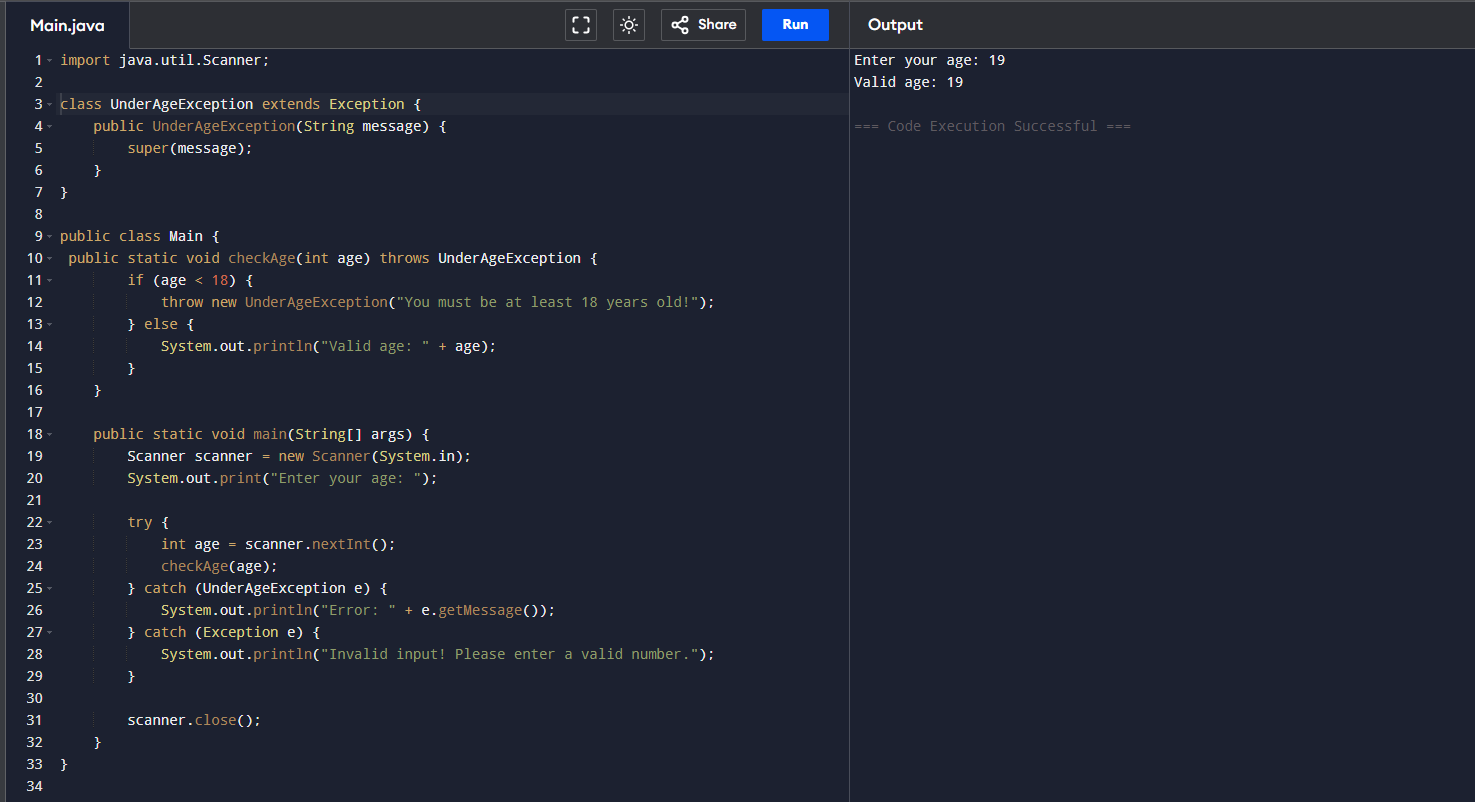 Main.java
Share
Run
Output
1 import java.util.Scanner;
2
3 class UnderAgeException extends Exception {
4     public UnderAgeException(String message) {
5         super(message);
6     }
7 }
8
9 public class Main {
10  public static void checkAge(int age) throws UnderAgeException {
11         if (age < 18) {
12             throw new UnderAgeException("You must be at least 18 years old!");
13         } else {
14             System.out.println("Valid age: " + age);
15         }
16     }
17
18     public static void main(String[] args) {
19         Scanner scanner = new Scanner(System.in);
20         System.out.print("Enter your age: ");
21
22         try {
23             int age = scanner.nextInt();
24             checkAge(age);
25         } catch (UnderAgeException e) {
26             System.out.println("Error: " + e.getMessage());
27         } catch (Exception e) {
28             System.out.println("Invalid input! Please enter a valid number.");
29         }
30
31         scanner.close();
32     }
33 }
34
Enter your age: 19
Valid age: 19
=== Code Execution Successful ===